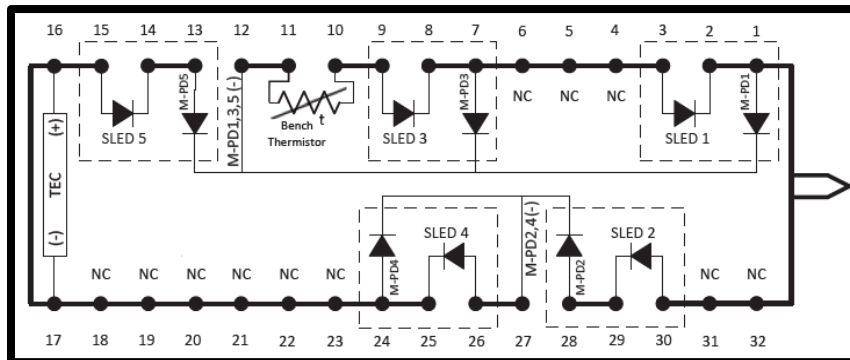 16 15 14 13 12 11 10 9 8 7 6 5 4 3 2 1
NC NC NC
M-PD5
M-PD3
M-PD1
SLED 5
SLED 3
SLED 1
M-PD1,3,5 (-)
t
Bench
Thermistor
(+)
TEC
(-)
SLED 4
SLED 2
M-PD2,4 (-)
M-PD4
M-PD2
NC NC NC NC NC NC NC NC
17 18 19 20 21 22 23 24 25 26 27 28 29 30 31 32